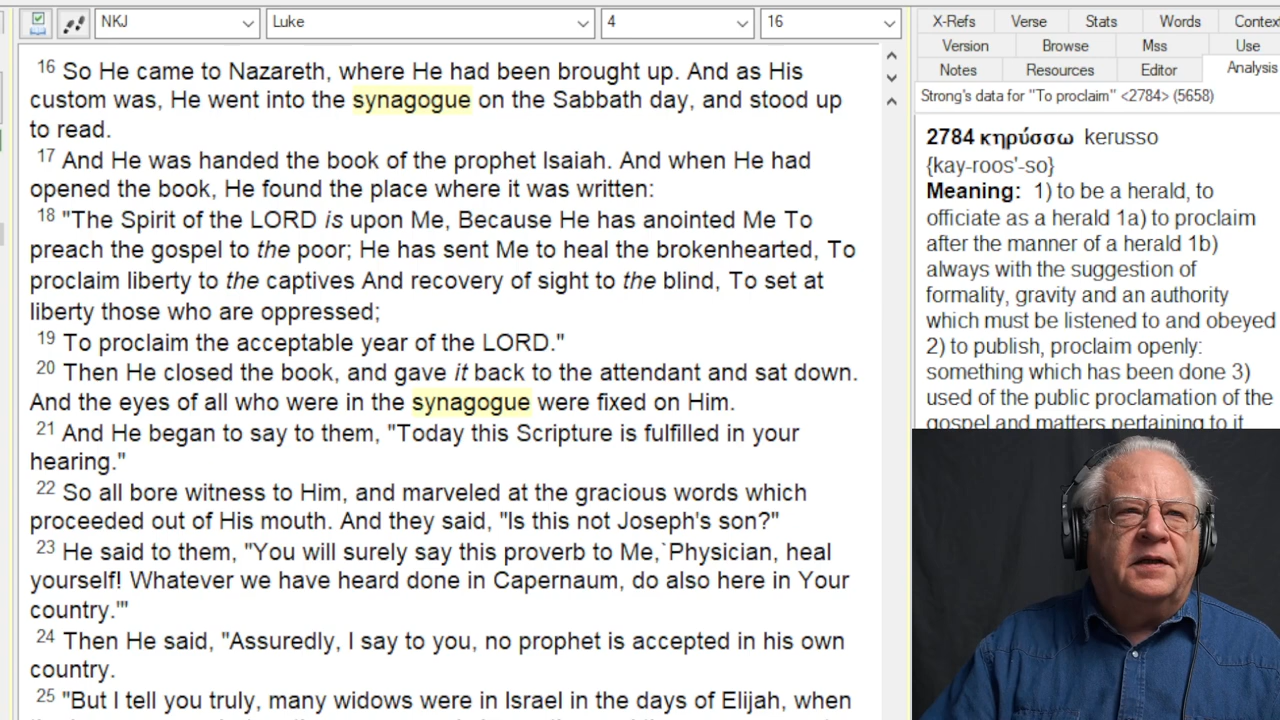 NKJ Luke 4 16
16 So He came to Nazareth, where He had been brought up. And as His
custom was, He went into the synagogue on the Sabbath day, and stood up
to read.
17 And He was handed the book of the prophet Isaiah. And when He had
opened the book, He found the place where it was written:
18 "The Spirit of the LORD is upon Me, Because He has anointed Me To
preach the gospel to the poor; He has sent Me to heal the brokenhearted, To
proclaim liberty to the captives And recovery of sight to the blind, To set at
liberty those who are oppressed;
19 To proclaim the acceptable year of the LORD."
20 Then He closed the book, and gave it back to the attendant and sat down.
And the eyes of all who were in the synagogue were fixed on Him.
21 And He began to say to them, "Today this Scripture is fulfilled in your
hearing."
22 So all bore witness to Him, and marveled at the gracious words which
proceeded out of His mouth. And they said, "Is this not Joseph's son?"
23 He said to them, "You will surely say this proverb to Me,`Physician, heal
yourself! Whatever we have heard done in Capernaum, do also here in Your
country.'"
24 Then He said, "Assuredly, I say to you, no prophet is accepted in his own
country.
25 "But I tell you truly, many widows were in Israel in the days of Elijah, when
X-Refs Verse Stats Words Contex
Version Browse Mss Use
Notes Resources Editor Analysis
Strong's data for "To proclaim" <2784> (5658)
2784 κηρύσσω kerusso
{kay-roos'-so}
Meaning: 1) to be a herald, to
officiate as a herald 1a) to proclaim
after the manner of a herald 1b)
always with the suggestion of
formality, gravity and an authority
which must be listened to and obeyed
2) to publish, proclaim openly:
something which has been done 3)
used of the public proclamation of the
gospel and matters pertaining to it